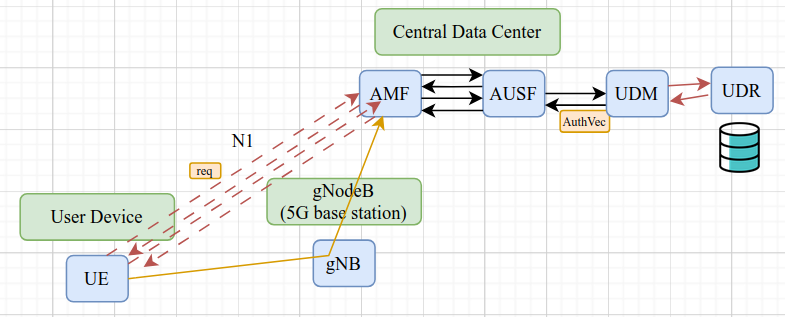 Central Data Center
AMF
AUSF
UDM
UDR
AuthVec
N1
req
gNodeB
(5G base station)
User Device
gNB
UE